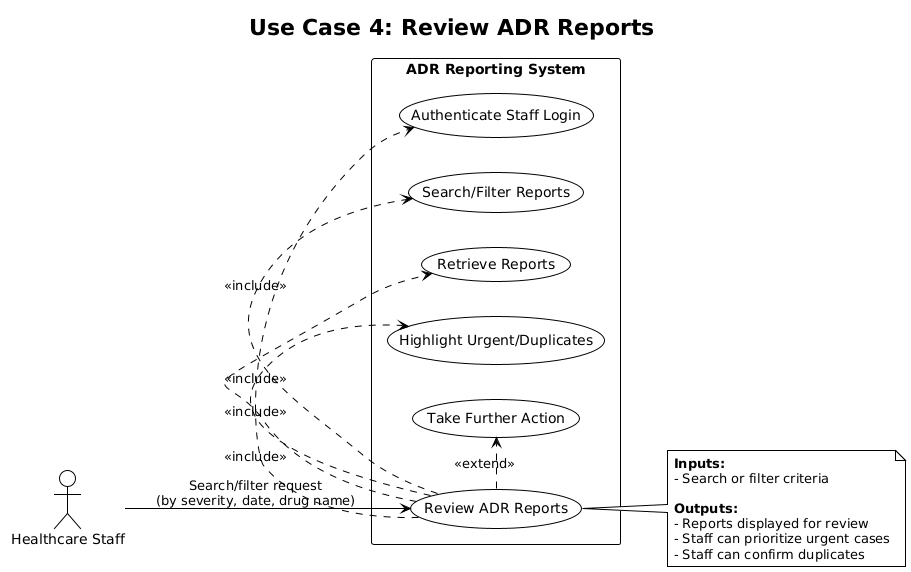 Use Case 4: Review ADR Reports
ADR Reporting System
Authenticate Staff Login
Search/Filter Reports
Retrieve Reports
«include»
Highlight Urgent/Duplicates
«include»
«include»
Take Further Action
«include»
«extend»
Search/filter request
(by severity, date, drug name)
Healthcare Staff
Review ADR Reports
Inputs:
- Search or filter criteria
Outputs:
- Reports displayed for review
- Staff can prioritize urgent cases
- Staff can confirm duplicates